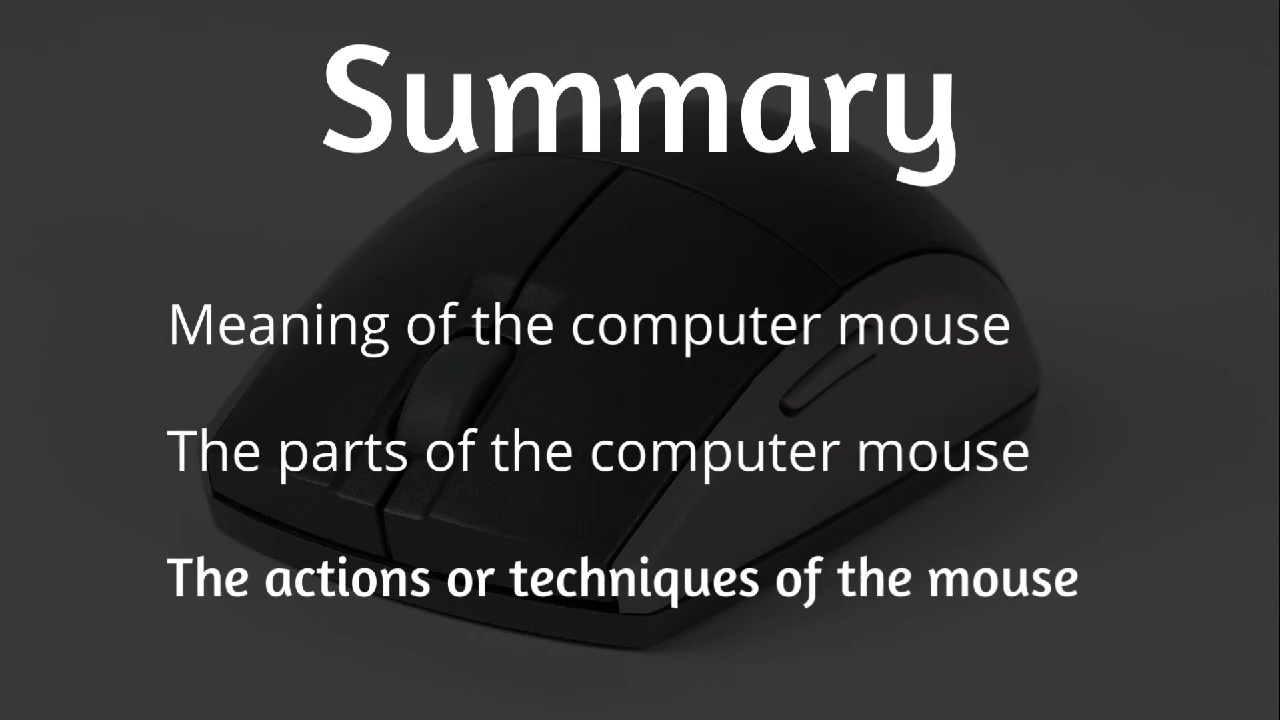 Summary
Meaning of the computer mouse
The parts of the computer mouse
The actions or techniques of the mouse